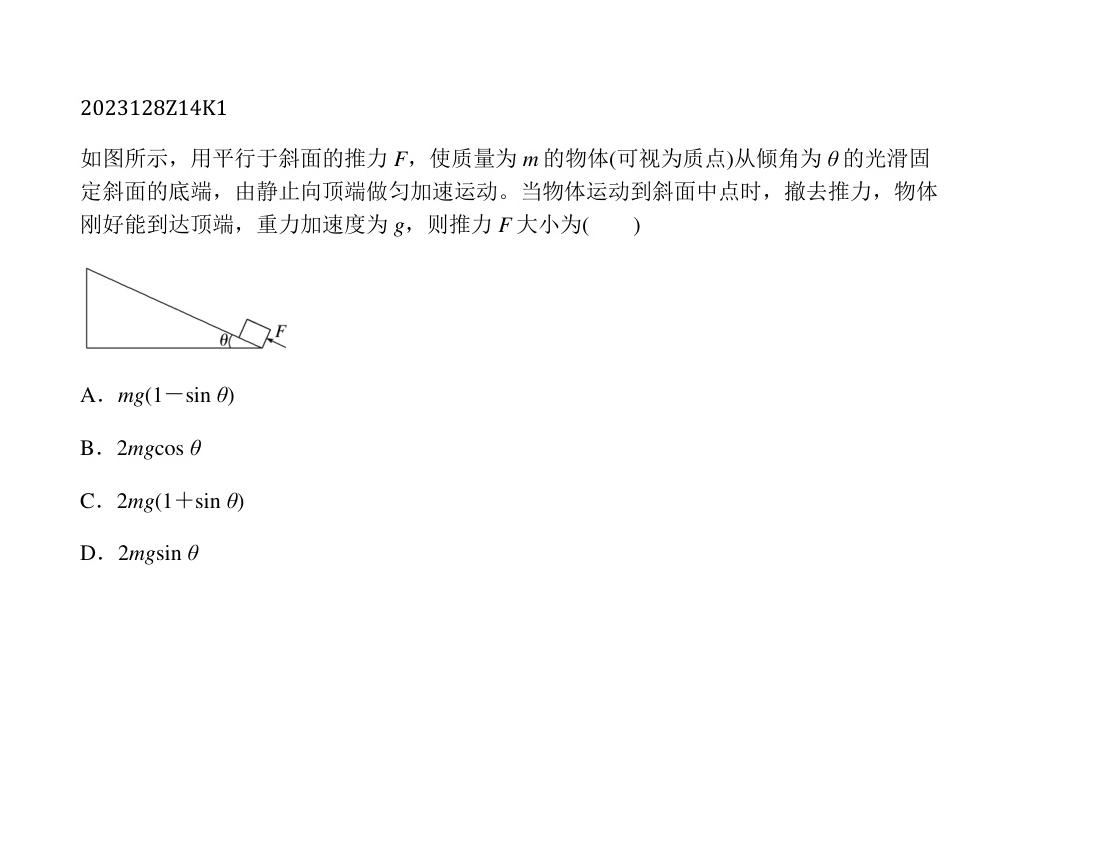 2023128Z14K1
如图所示，用平行于斜面的推力 F，使质量为 m 的物体(可视为质点)从倾角为 θ 的光滑固
定斜面的底端，由静止向顶端做匀加速运动。当物体运动到斜面中点时，撤去推力，物体
刚好能到达顶端，重力加速度为 g，则推力 F 大小为(　　)
θ
F
A．mg(1－sin θ)
B．2mgcos θ
C．2mg(1＋sin θ)
D．2mgsin θ